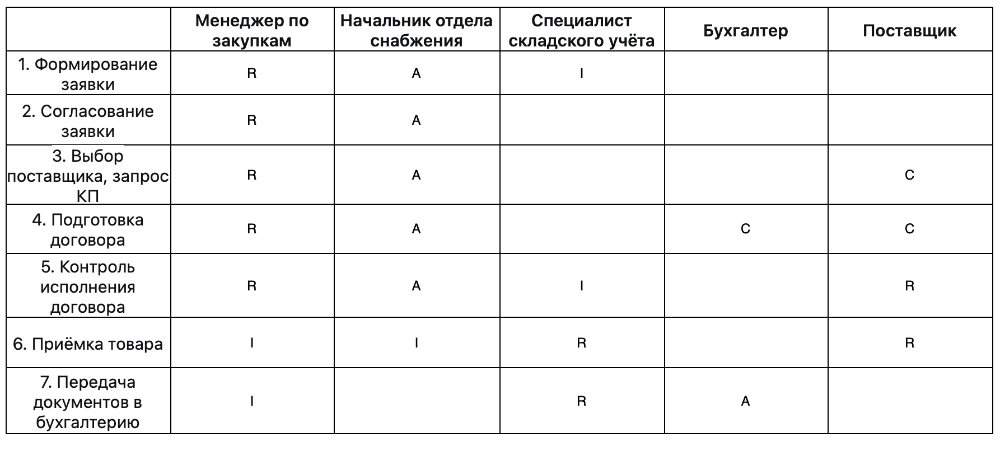 Менеджер по
закупкам
Начальник отдела
снабжения
Специалист
складского учёта
Бухгалтер
Поставщик
1. Формирование
заявки
R
A
I
2. Согласование
заявки
R
A
3. Выбор
поставщика, запрос
КП
R
A
C
4. Подготовка
договора
R
A
C
C
5. Контроль
исполнения
договора
R
A
I
R
6. Приёмка товара
I
I
R
R
7. Передача
документов в
бухгалтерию
I
R
A